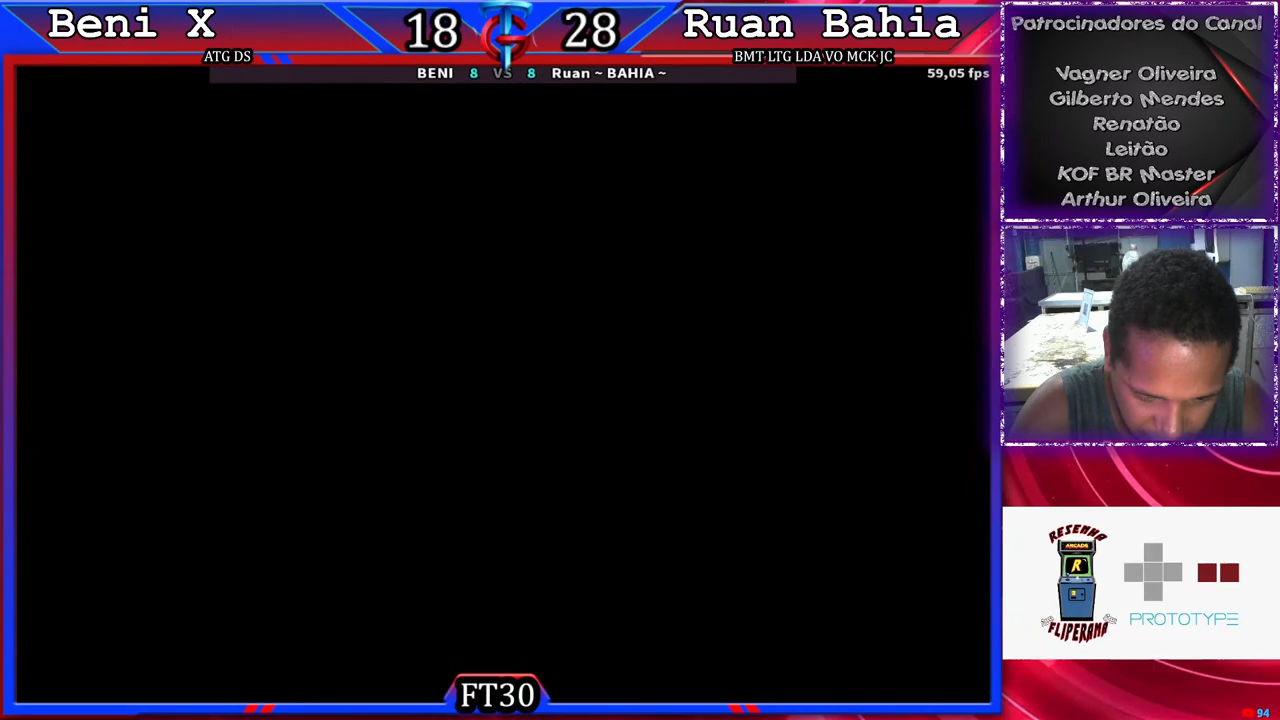 Beni X
18
28
Ruan Bahia
ATG DS
BMT LTG LDA VO MCK JC
BENI 8 VS 8 Ruan ~ BAHIA ~
59,05 fps
FT30
Patrocinadores do Canal
Vagner Oliveira
Gilberto Mendes
Renatão
Leitão
KOF BR Master
Arthur Oliveira
RESENHA
ARCADE
R
FLIPERAMA
PROTOTYPE
94